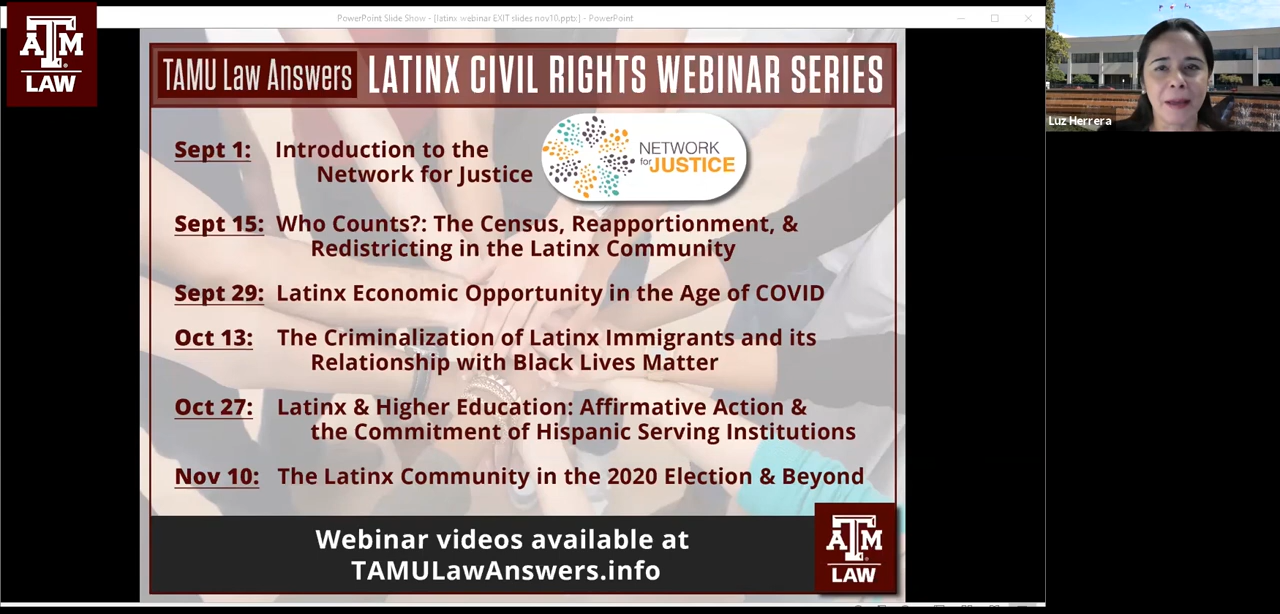 PowerPoint Slide Show - [latinx webinar EXIT slides nov10.pptx] - PowerPoint
ATM
LAW
TAMU Law Answers LATINX CIVIL RIGHTS WEBINAR SERIES
Luz Herrera
Sept 1: Introduction to the
Network for Justice
NETWORK
for JUSTICE
Sept 15: Who Counts?: The Census, Reapportionment, &
Redistricting in the Latinx Community
Sept 29: Latinx Economic Opportunity in the Age of COVID
Oct 13: The Criminalization of Latinx Immigrants and its
Relationship with Black Lives Matter
Oct 27: Latinx & Higher Education: Affirmative Action &
the Commitment of Hispanic Serving Institutions
Nov 10: The Latinx Community in the 2020 Election & Beyond
Webinar videos available at
TAMULawAnswers.info
ATM
LAW